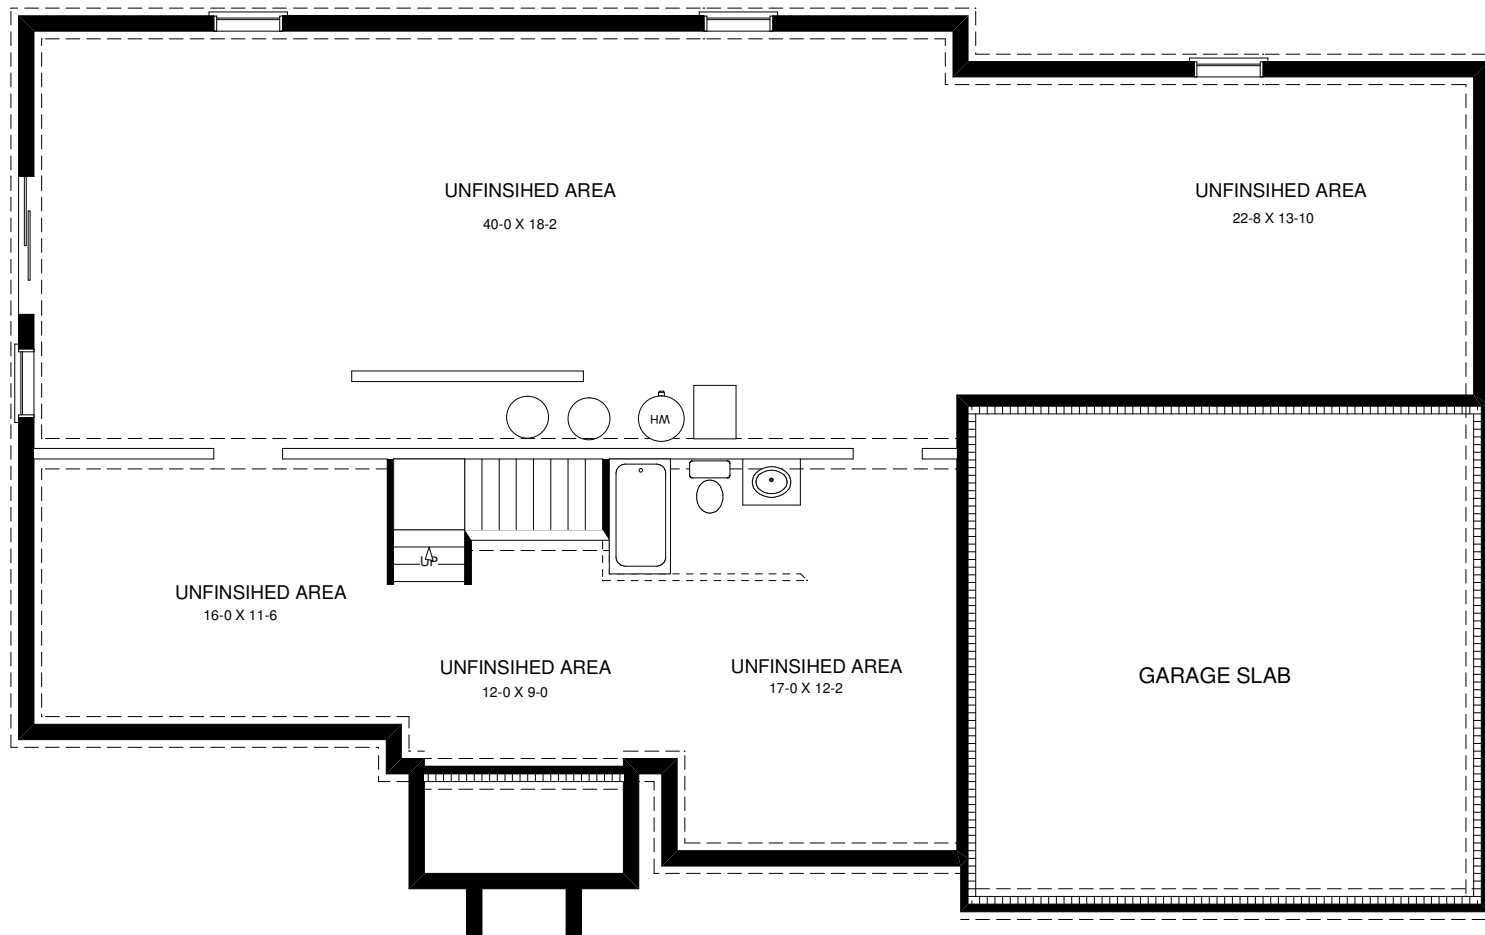 UNFINSIHED AREA
40-0 X 18-2
UNFINSIHED AREA
22-8 X 13-10
WH
UP
UNFINSIHED AREA
16-0 X 11-6
UNFINSIHED AREA
12-0 X 9-0
UNFINSIHED AREA
17-0 X 12-2
GARAGE SLAB